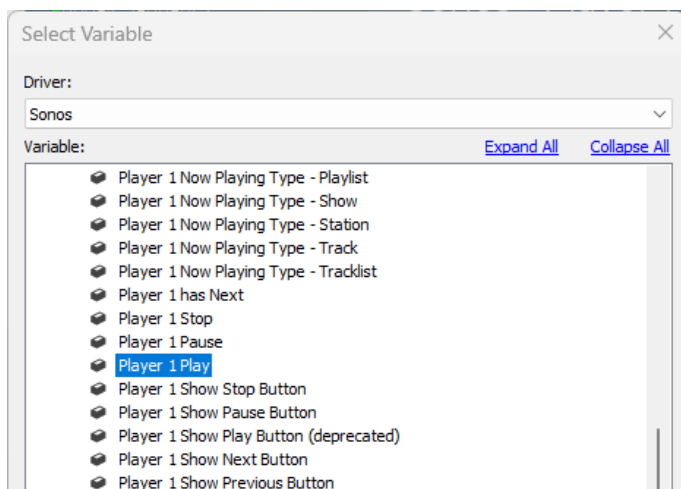 Select Variable
Driver:
Sonos
Variable: Expand All Collapse All
Player 1 Now Playing Type - Playlist
Player 1 Now Playing Type - Show
Player 1 Now Playing Type - Station
Player 1 Now Playing Type - Track
Player 1 Now Playing Type - Tracklist
Player 1 has Next
Player 1 Stop
Player 1 Pause
Player 1 Play
Player 1 Show Stop Button
Player 1 Show Pause Button
Player 1 Show Play Button (deprecated)
Player 1 Show Next Button
Player 1 Show Previous Button